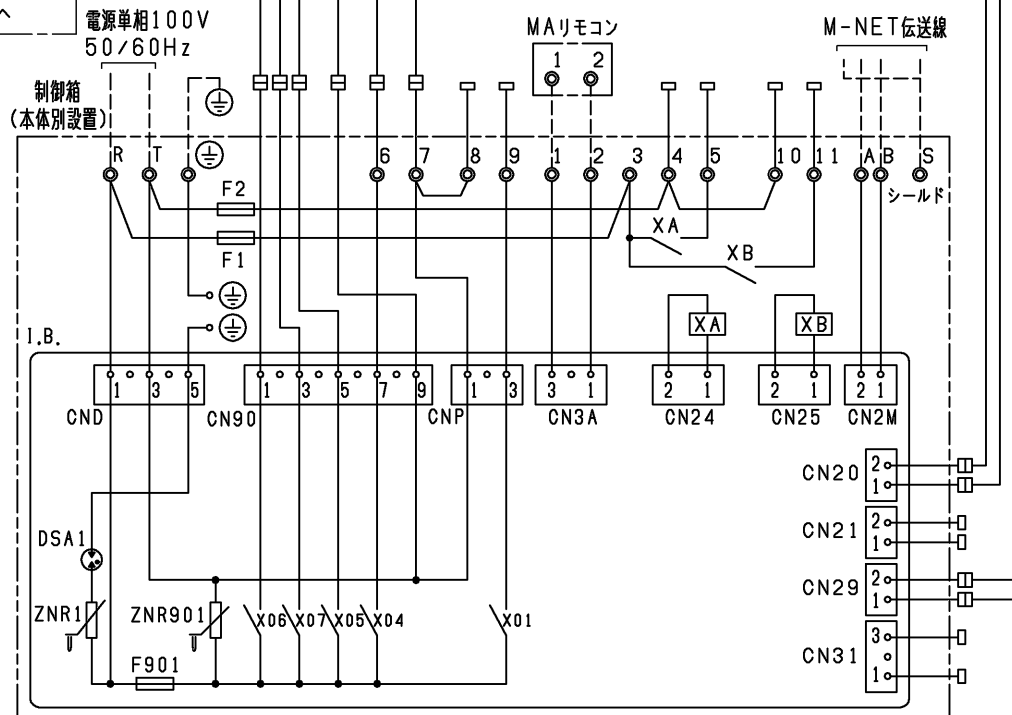 へ
電源単相100V
50/60Hz
MAリモコン
1 2
M-NET伝送線
制御箱
(本体別設置)
R T 6 7 8 9 1 2 3 4 5 10 11 A B S
シールド
F2
F1
XA
XB
XA XB
I.B.
1 3 5 1 3 5 7 9 1 3 3 1 2 1 2 1 2 1
CND CN90 CNP CN3A CN24 CN25 CN2M
CN20 2
1
CN21 2
1
CN29 2
1
CN31 3
1
DSA1
ZNR1 ZNR901 X06 X07 X05 X04 X01
F901